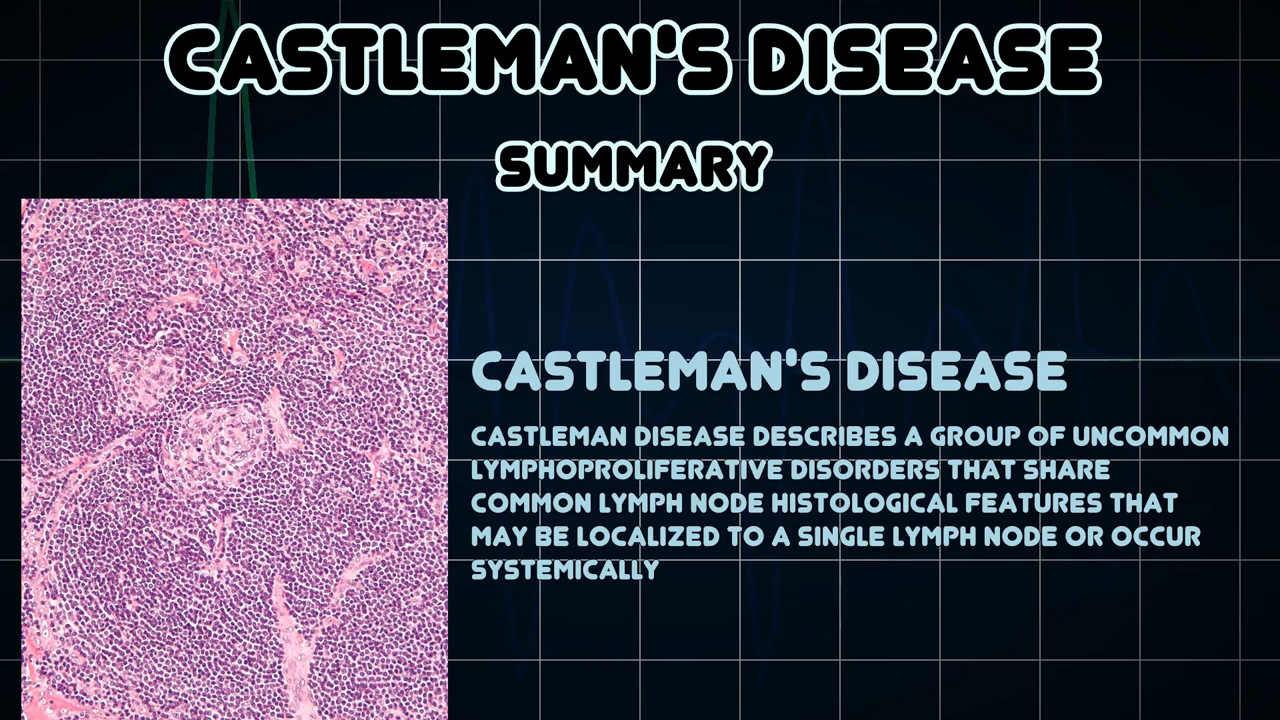 CASTLEMAN'S DISEASE
SUMMARY
CASTLEMAN'S DISEASE
CASTLEMAN DISEASE DESCRIBES A GROUP OF UNCOMMON
LYMPHOPROLIFERATIVE DISORDERS THAT SHARE
COMMON LYMPH NODE HISTOLOGICAL FEATURES THAT
MAY BE LOCALIZED TO A SINGLE LYMPH NODE OR OCCUR
SYSTEMICALLY